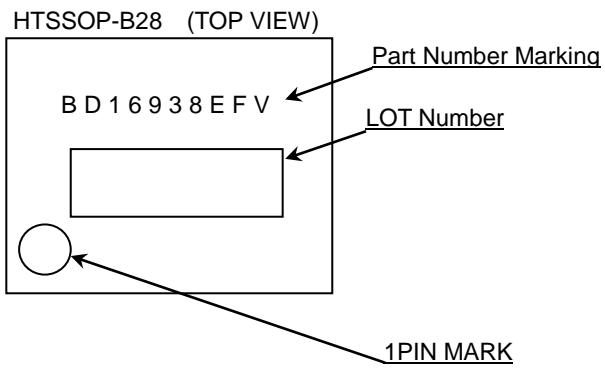 HTSSOP-B28 (TOP VIEW)
Part Number Marking
B D 1 6 9 3 8 E F V
LOT Number
1PIN MARK